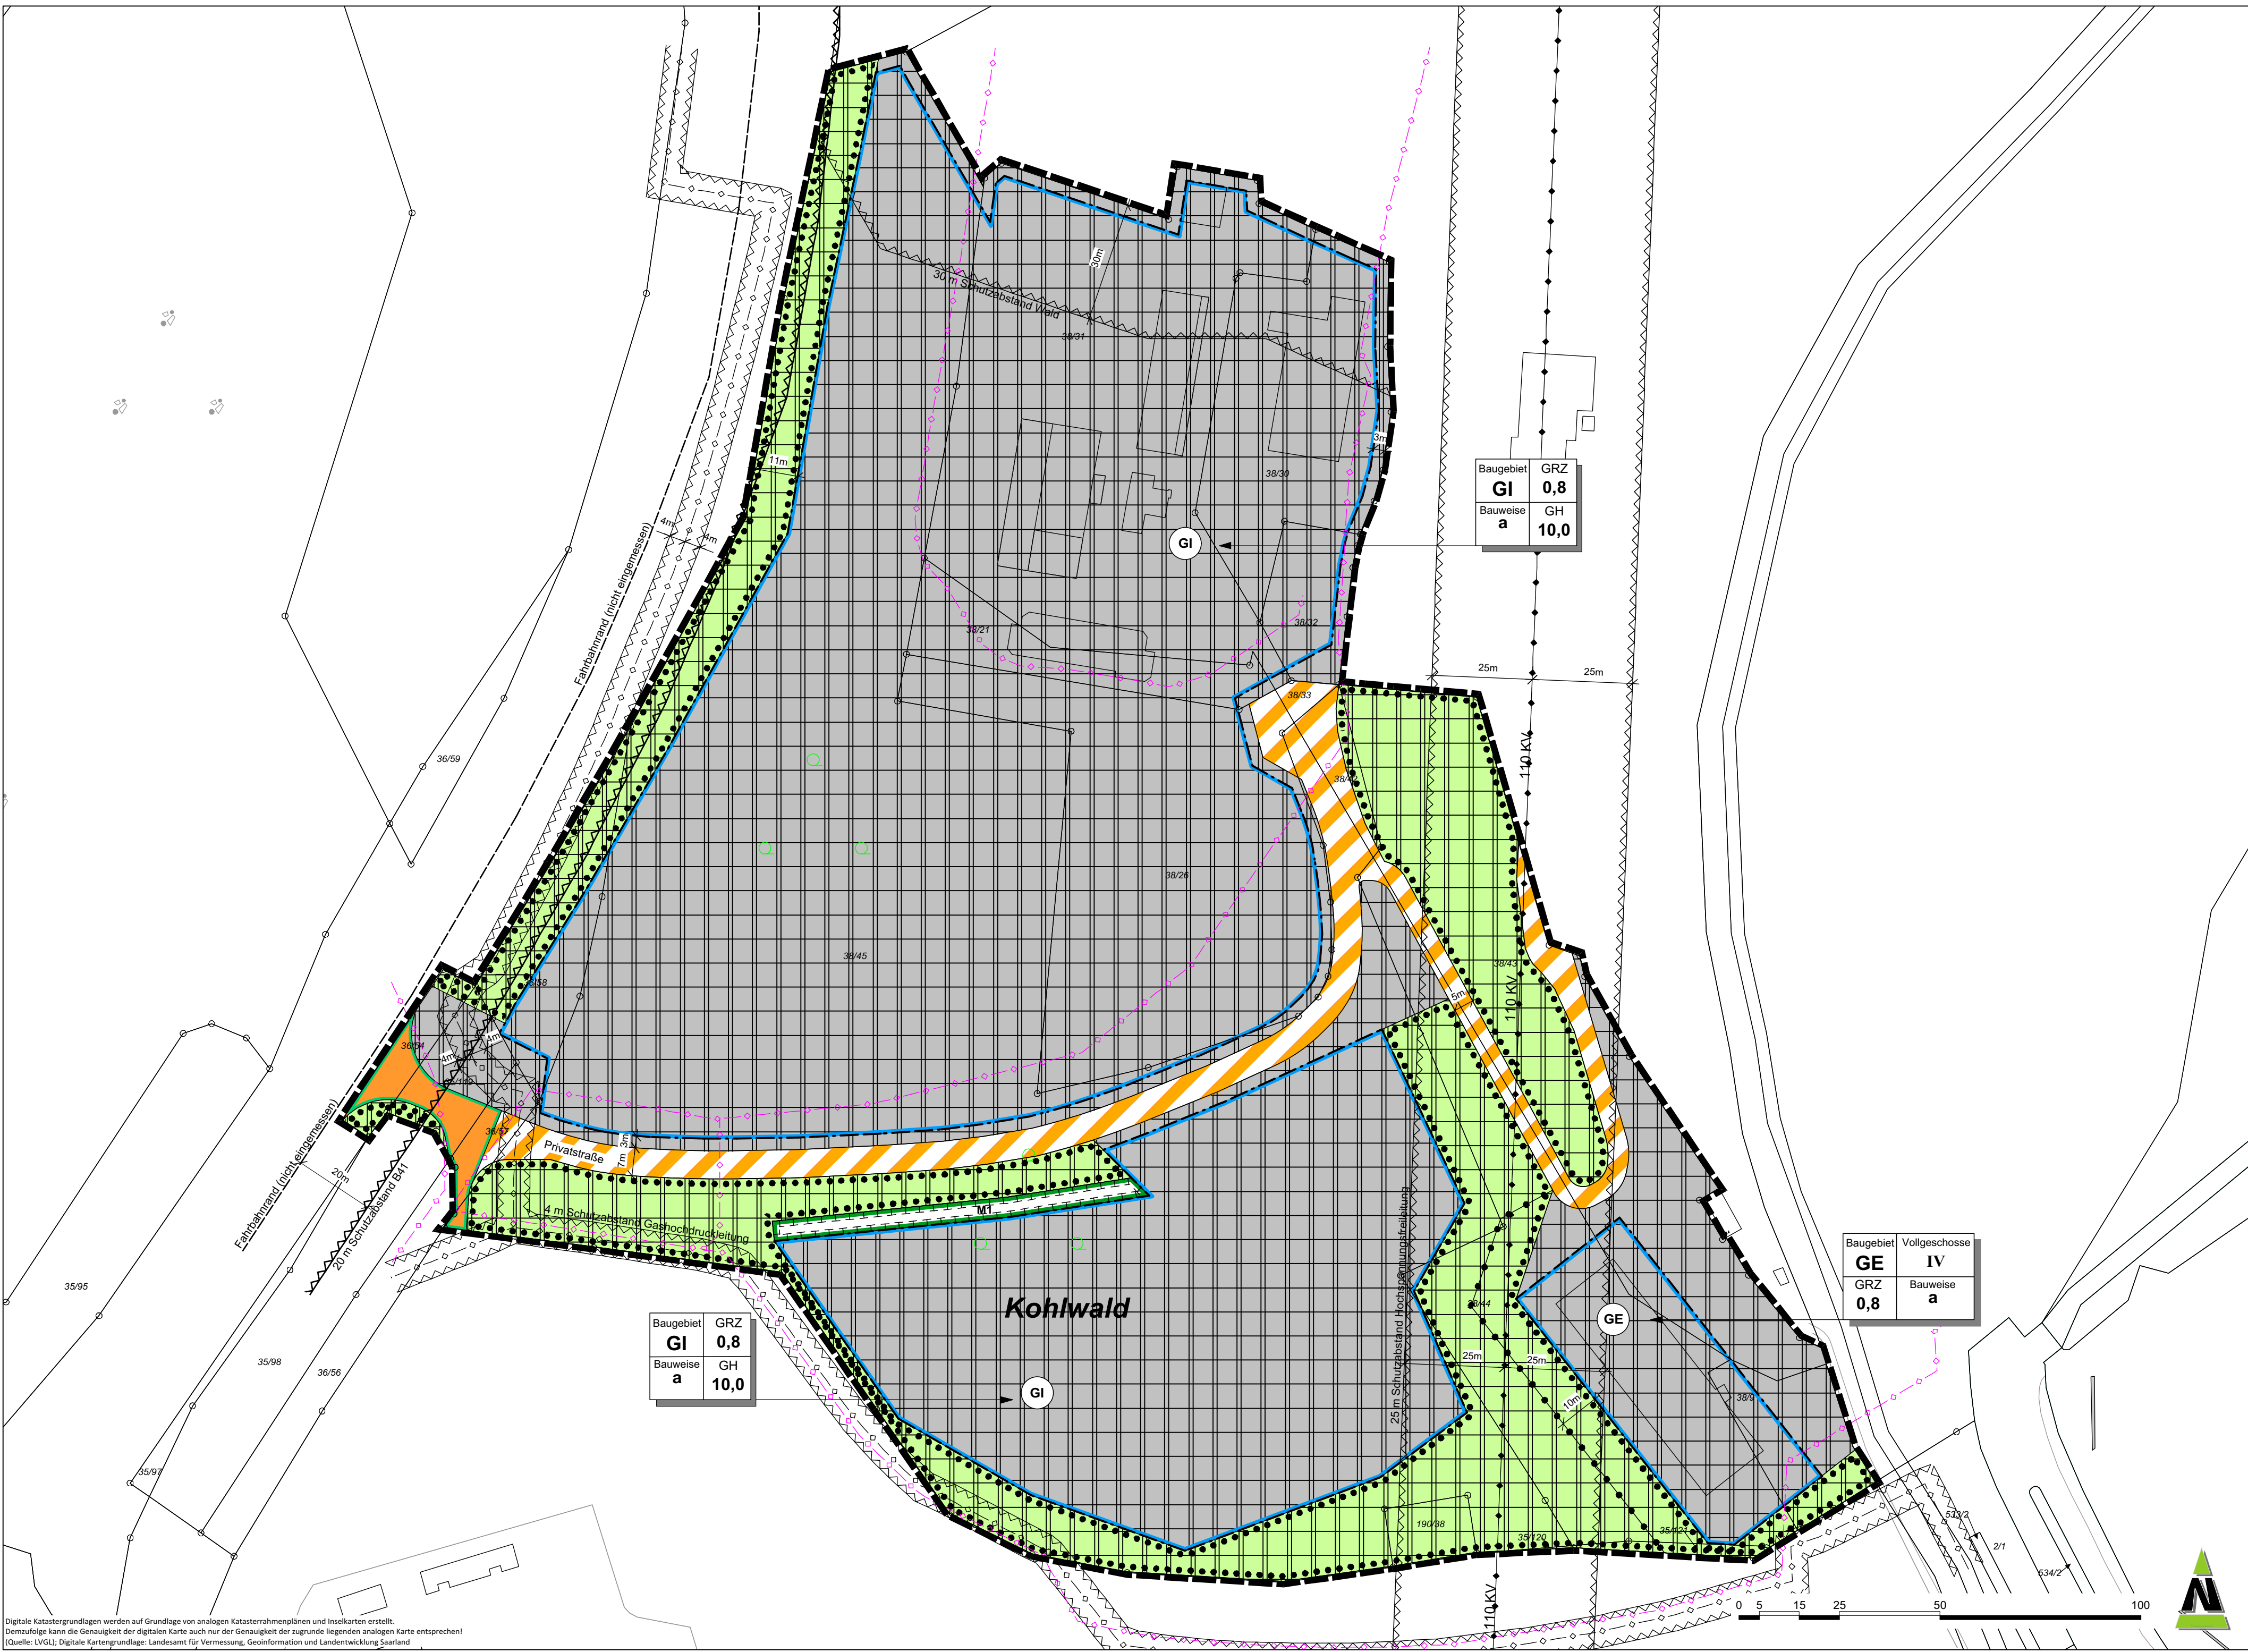 30m
30 m Schutzabstand Wald
38/31
3m
11m
38/30
Baugebiet GRZ
GI 0,8
Bauweise GH
a 10,0
4m
4m
GI
Fahrbahnrand (nicht eingemessen)
38/21
38/32
25m
25m
38/33
110 KV
36/59
38/26
38/45
38/43
5m
110 KV
4m
4m
36/54
36/57
3m
7m
Privatstraße
Fahrbahnrand (nicht eingemessen)
20m
20 m Schutzabstand B41
4 m Schutzabstand Gashochdruckleitung
M1
25 m Schutzabstand Hochspannungsfreileitung
Baugebiet Vollgeschosse
GE IV
GRZ Bauweise
0,8 a
35/95
Kohlwald
38/44
GE
Baugebiet GRZ
GI 0,8
Bauweise GH
a 10,0
35/98
36/56
25m
25m
GI
10m
38/9
35/97
190/38
35/120
35/121
533/2
2/1
534/2
110 KV
0 5 15 25 50 100
Digitale Katastergrundlagen werden auf Grundlage von analogen Katasterrahmenplänen und Inselkarten erstellt.
Demzufolge kann die Genauigkeit der digitalen Karte auch nur der Genauigkeit der zugrunde liegenden analogen Karte entsprechen!
(Quelle: LVGL); Digitale Kartengrundlage: Landesamt für Vermessung, Geoinformation und Landentwicklung Saarland